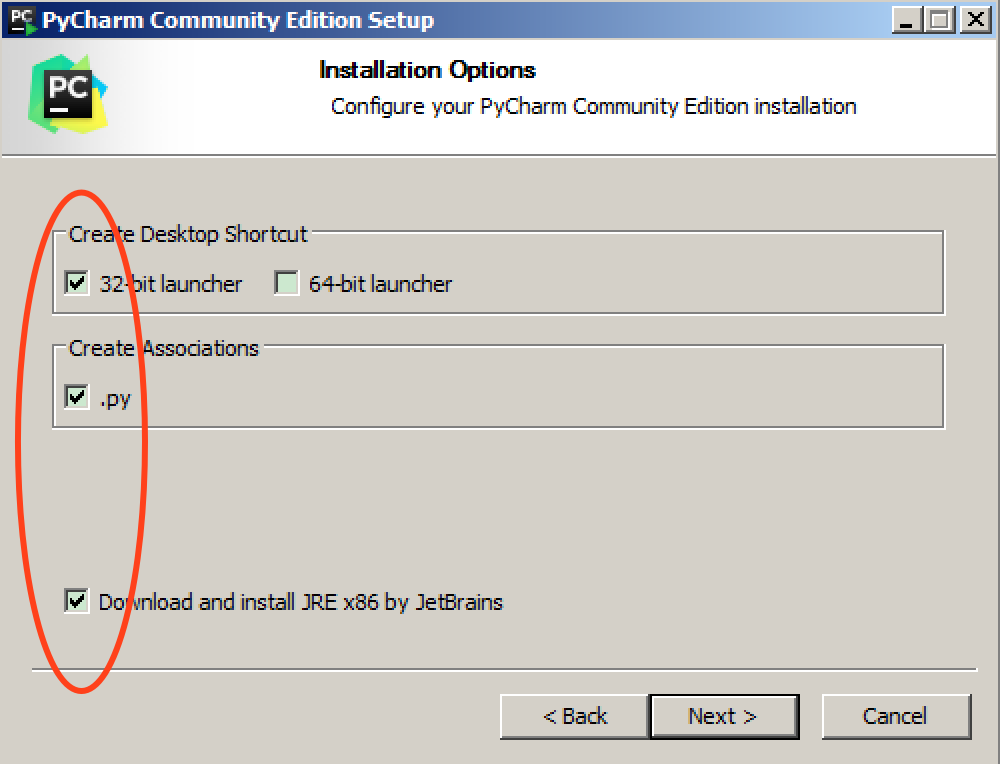 PC PyCharm Community Edition Setup
PC
Installation Options
Configure your PyCharm Community Edition installation
Create Desktop Shortcut
32-bit launcher 64-bit launcher
Create Associations
.py
Download and install JRE x86 by JetBrains
< Back Next > Cancel